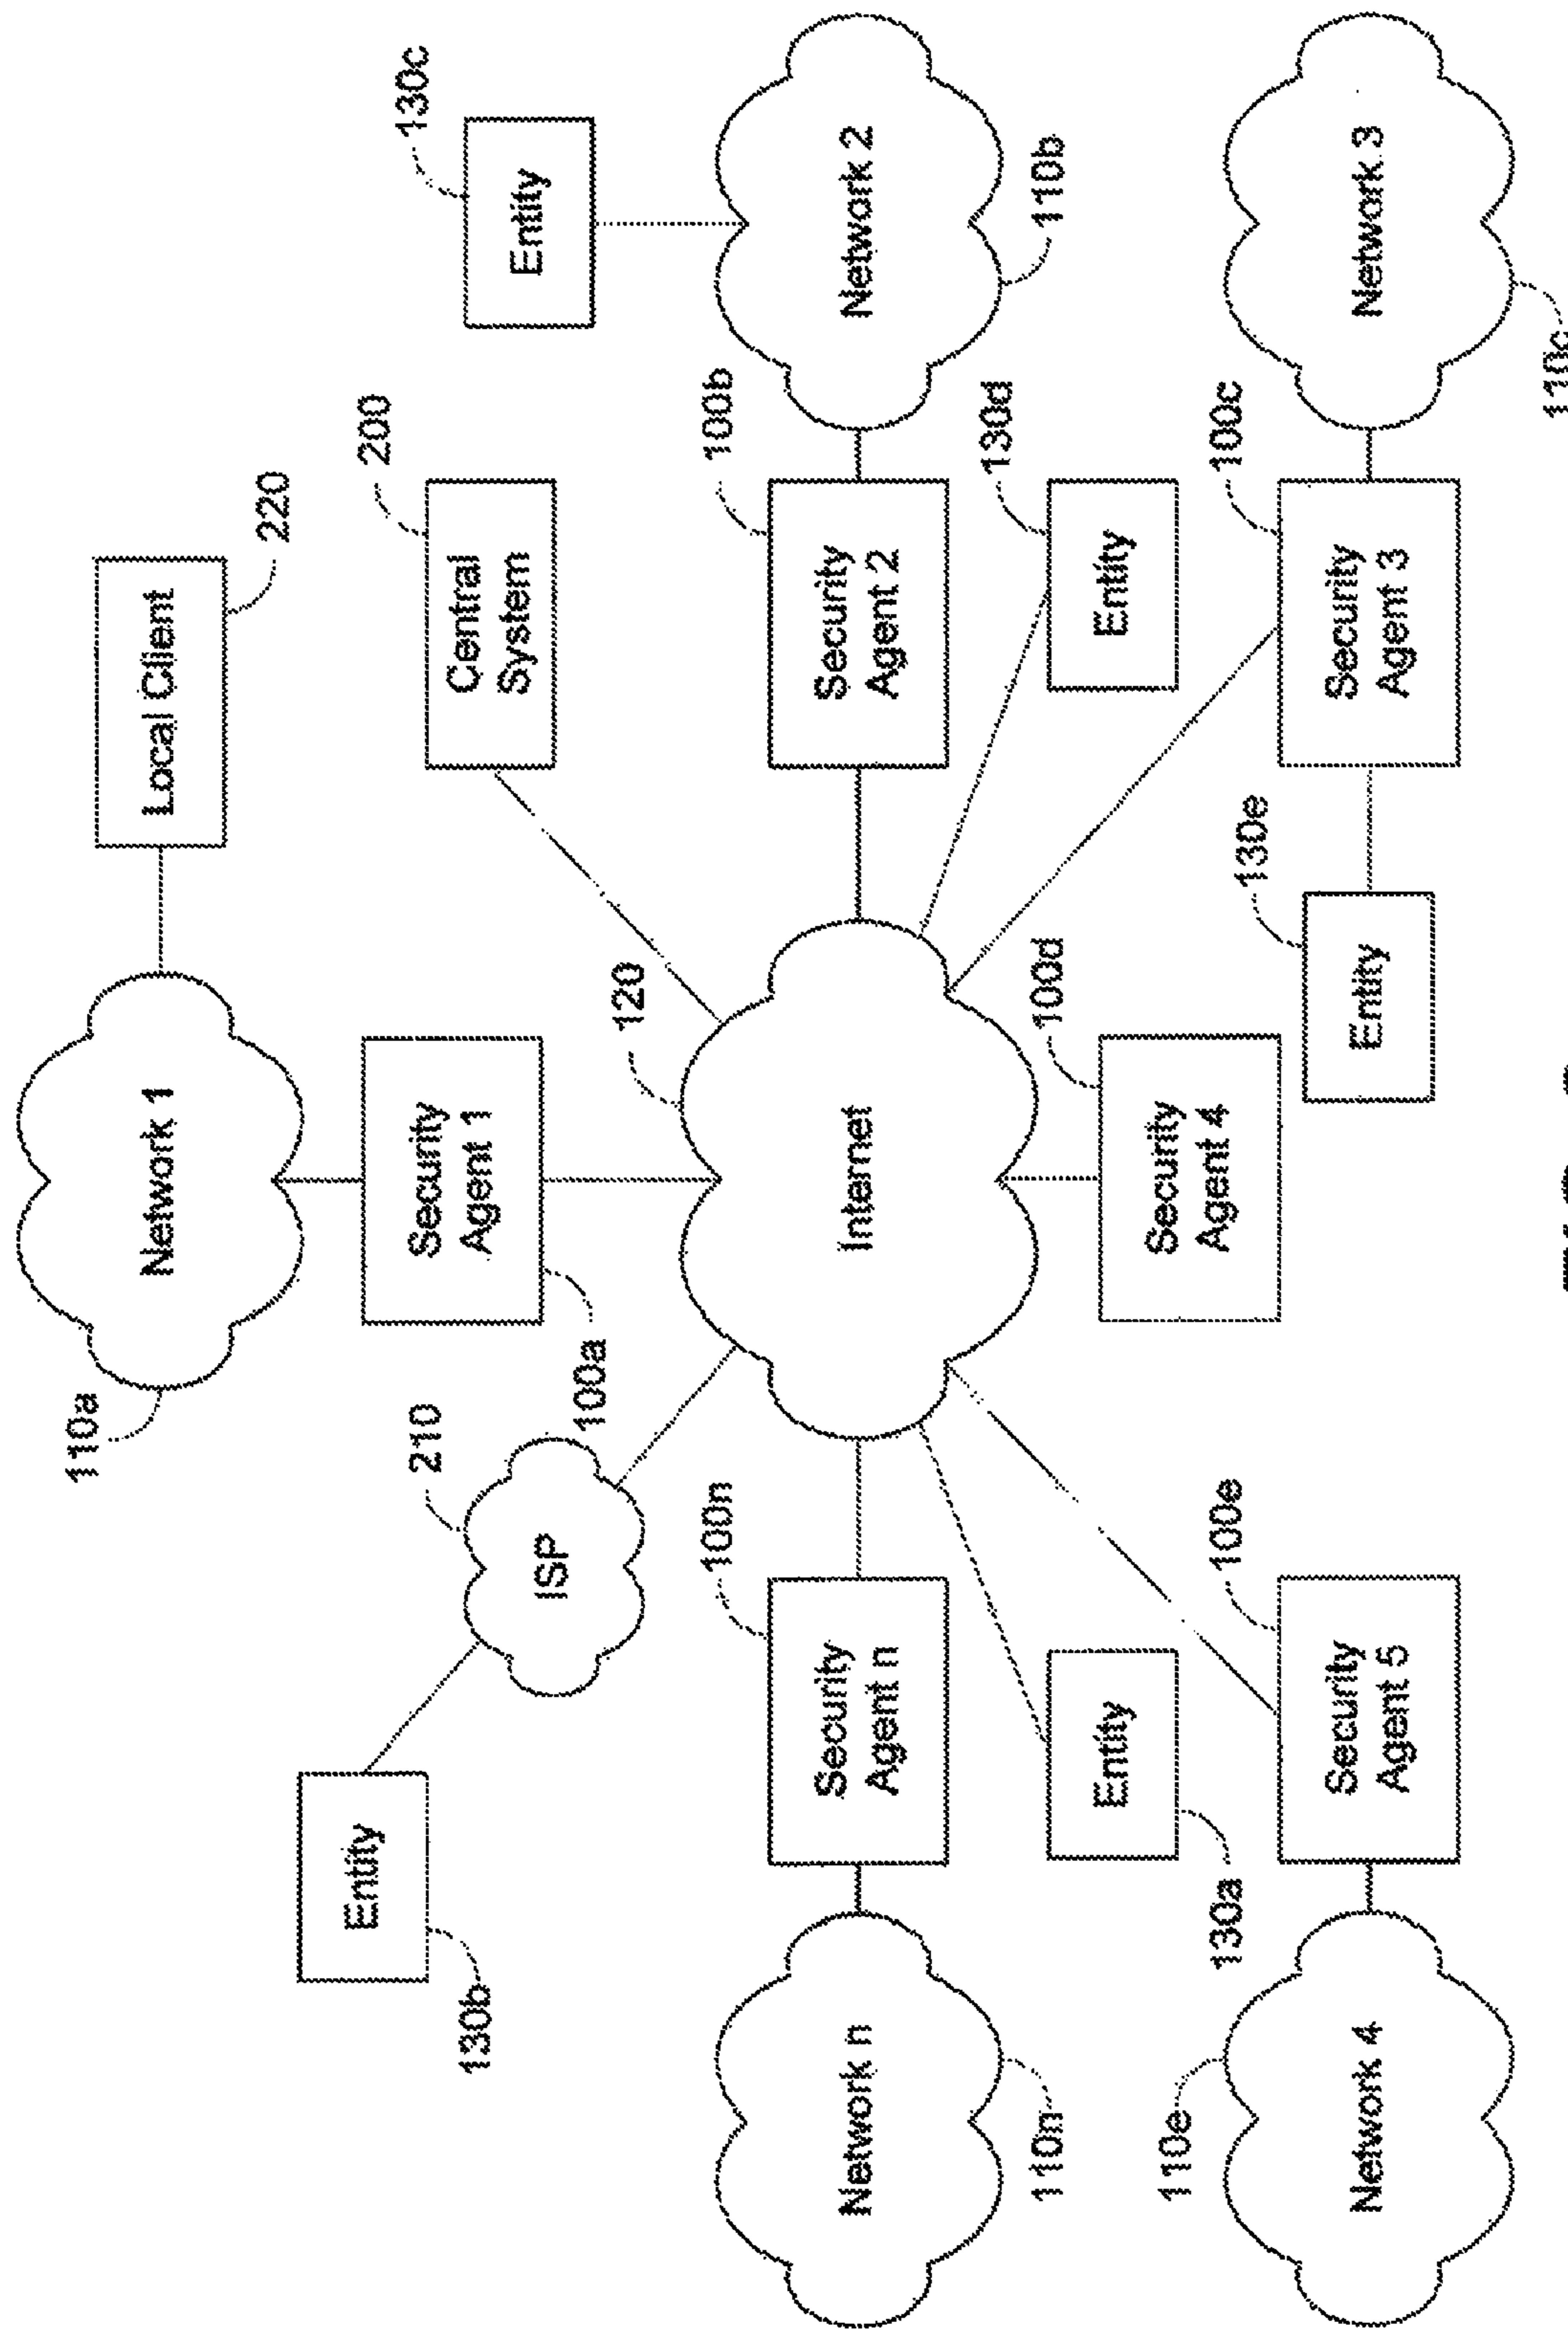 110a
Network 1
Local Client
220
Entity
130b
210
ISP
Security
Agent 1
100a
200
Central
System
130c
Entity
120
Internet
Network n
110n
100n
Security
Agent n
100b
Security
Agent 2
Network 2
110b
Entity
130a
100d
Security
Agent 4
130d
Entity
110e
Network 4
100e
Security
Agent 5
130e
Entity
100c
Security
Agent 3
Network 3
110c